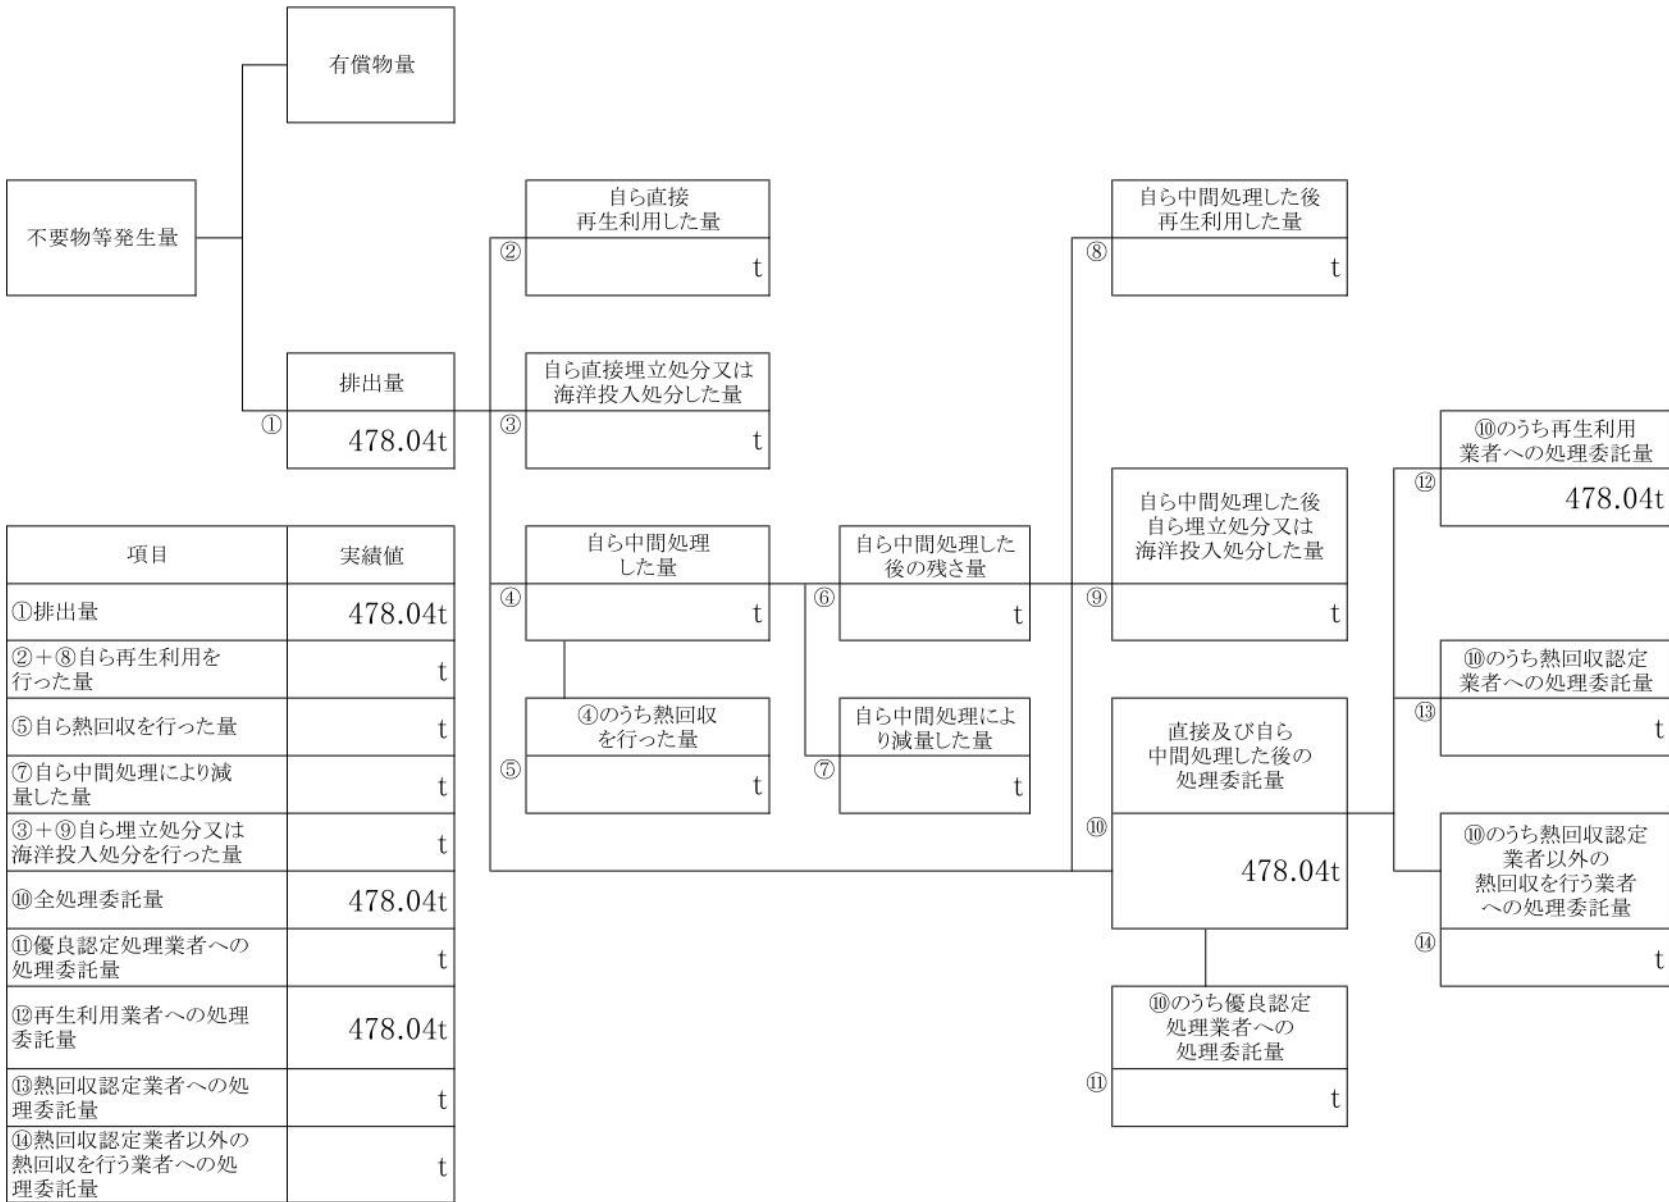 有償物量
不要物等発生量
自ら直接
再生利用した量
②
t
自ら中間処理した後
再生利用した量
⑧
t
排出量
①
478.04t
自ら直接埋立処分又は
海洋投入処分した量
③
t
⑩のうち再生利用
業者への処理委託量
⑫
478.04t
自ら中間処理
した量
④
t
自ら中間処理した
後の残さ量
⑥
t
自ら中間処理した後
自ら埋立処分又は
海洋投入処分した量
⑨
t
⑩のうち熱回収認定
業者への処理委託量
⑬
t
④のうち熱回収
を行った量
⑤
t
自ら中間処理によ
り減量した量
⑦
t
直接及び自ら
中間処理した後の
処理委託量
⑩
478.04t
⑩のうち熱回収認定
業者以外の
熱回収を行う業者
への処理委託量
⑭
t
⑩のうち優良認定
処理業者への
処理委託量
⑪
t
項目 実績値
①排出量 478.04t
②+⑧自ら再生利用を
行った量 t
⑤自ら熱回収を行った量 t
⑦自ら中間処理により減
量した量 t
③+⑨自ら埋立処分又は
海洋投入処分を行った量 t
⑩全処理委託量 478.04t
⑪優良認定処理業者への
処理委託量 t
⑫再生利用業者への処理
委託量 478.04t
⑬熱回収認定業者への処
理委託量 t
⑭熱回収認定業者以外の
熱回収を行う業者への処
理委託量 t